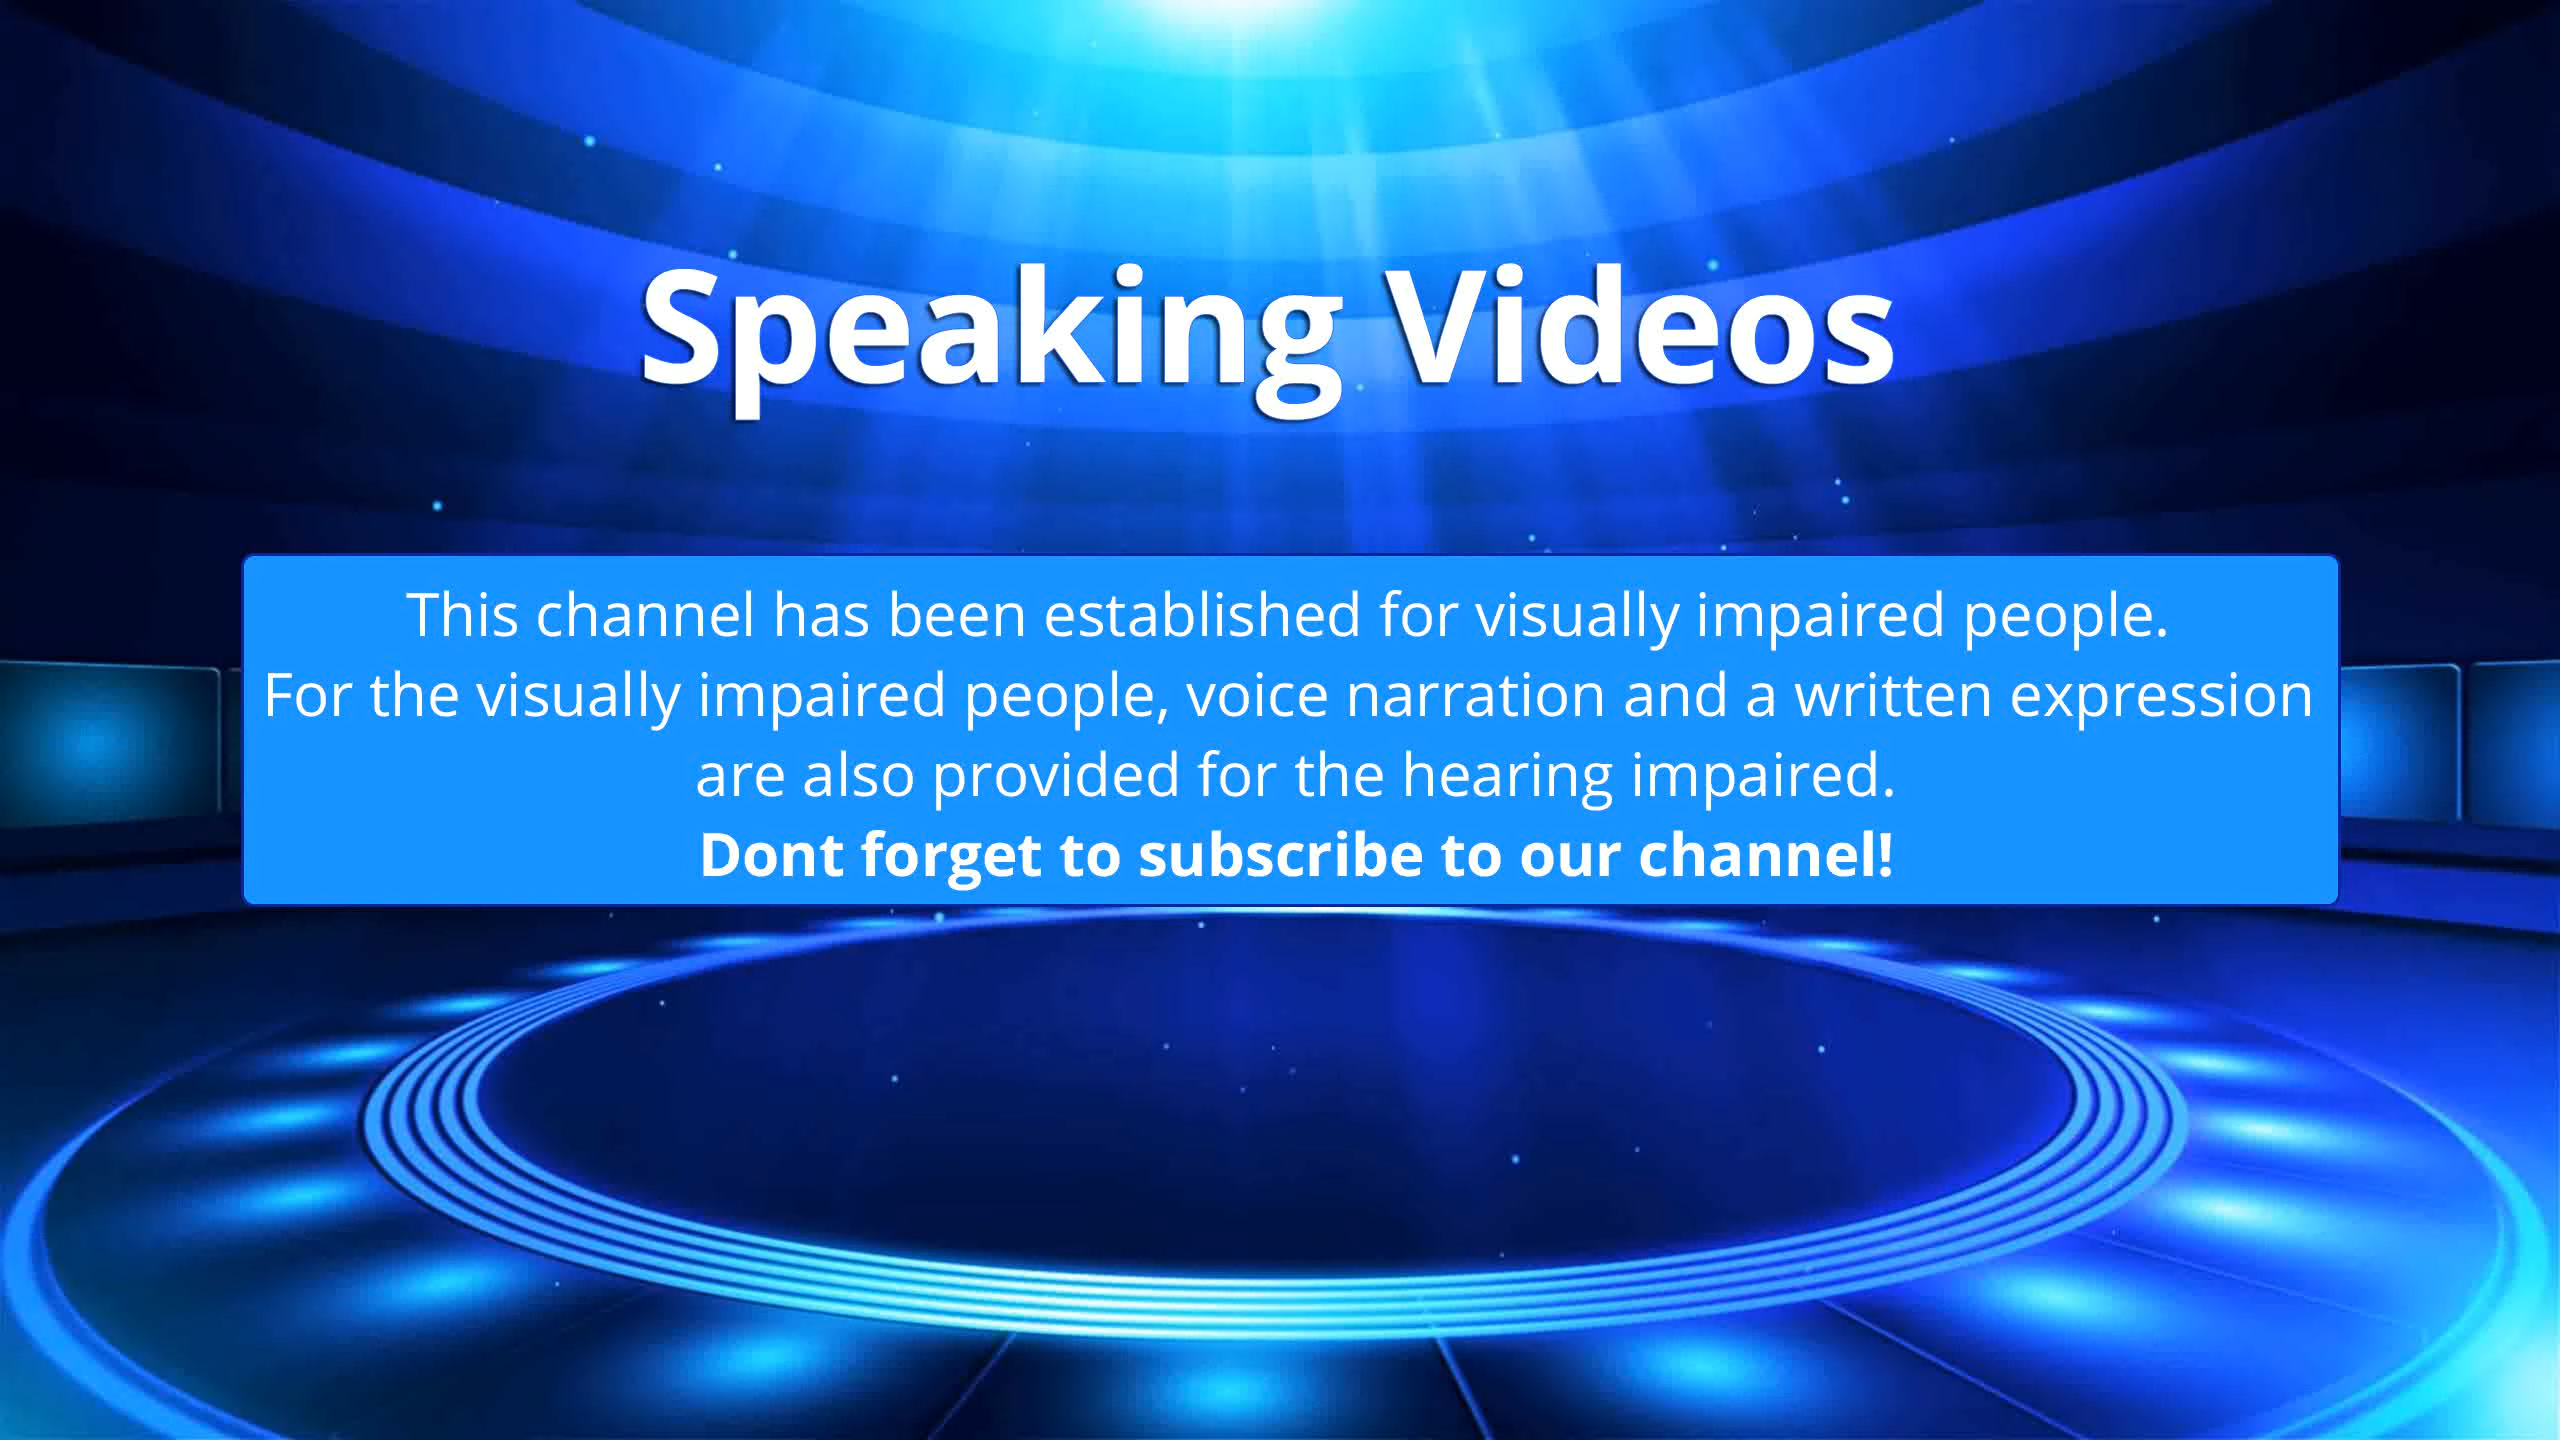 Speaking Videos
This channel has been established for visually impaired people.
For the visually impaired people, voice narration and a written expression
are also provided for the hearing impaired.
Dont forget to subscribe to our channel!